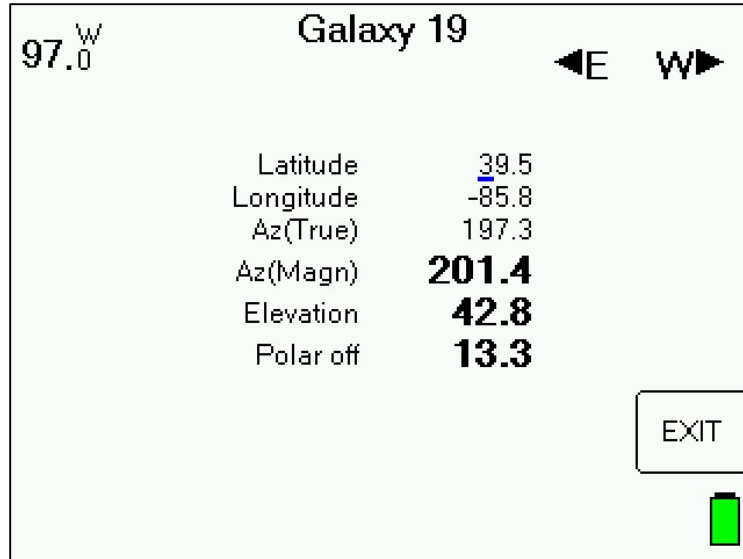 97.0 W
Galaxy 19
◄E W►
Latitude 39.5
Longitude -85.8
Az(True) 197.3
Az(Magn) 201.4
Elevation 42.8
Polar off 13.3
EXIT